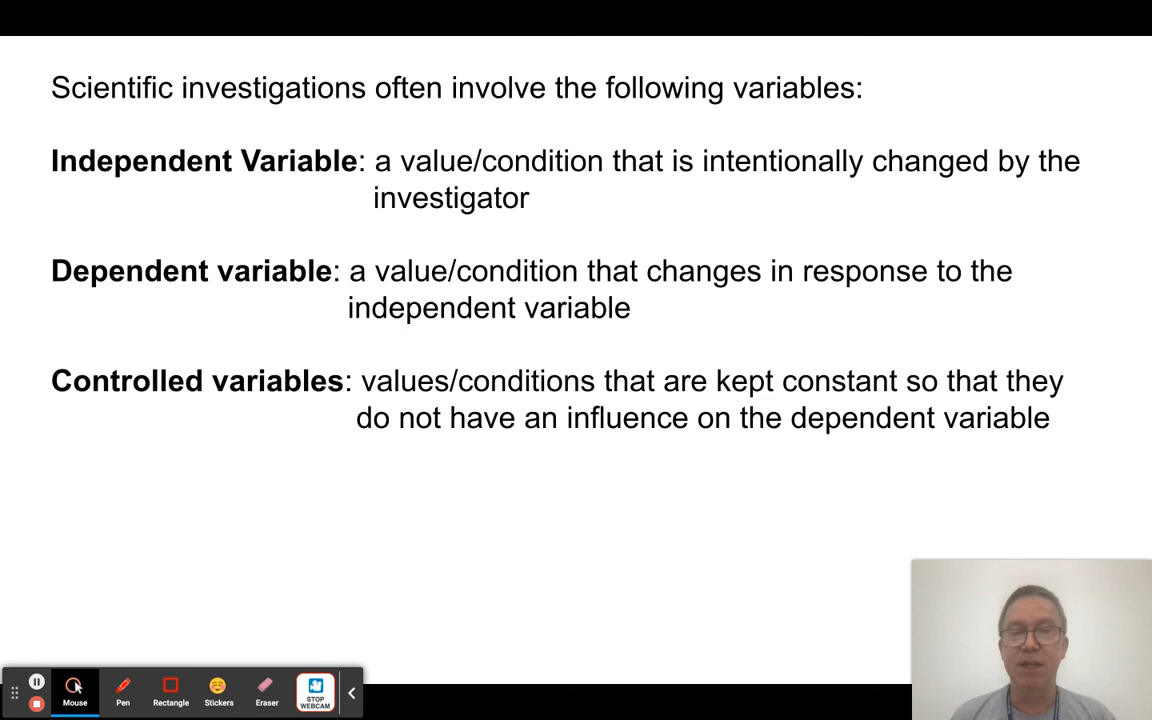 Scientific investigations often involve the following variables:
Independent Variable: a value/condition that is intentionally changed by the
investigator
Dependent variable: a value/condition that changes in response to the
independent variable
Controlled variables: values/conditions that are kept constant so that they
do not have an influence on the dependent variable
Mouse Pen Rectangle Stickers Eraser STOP
WEBCAM